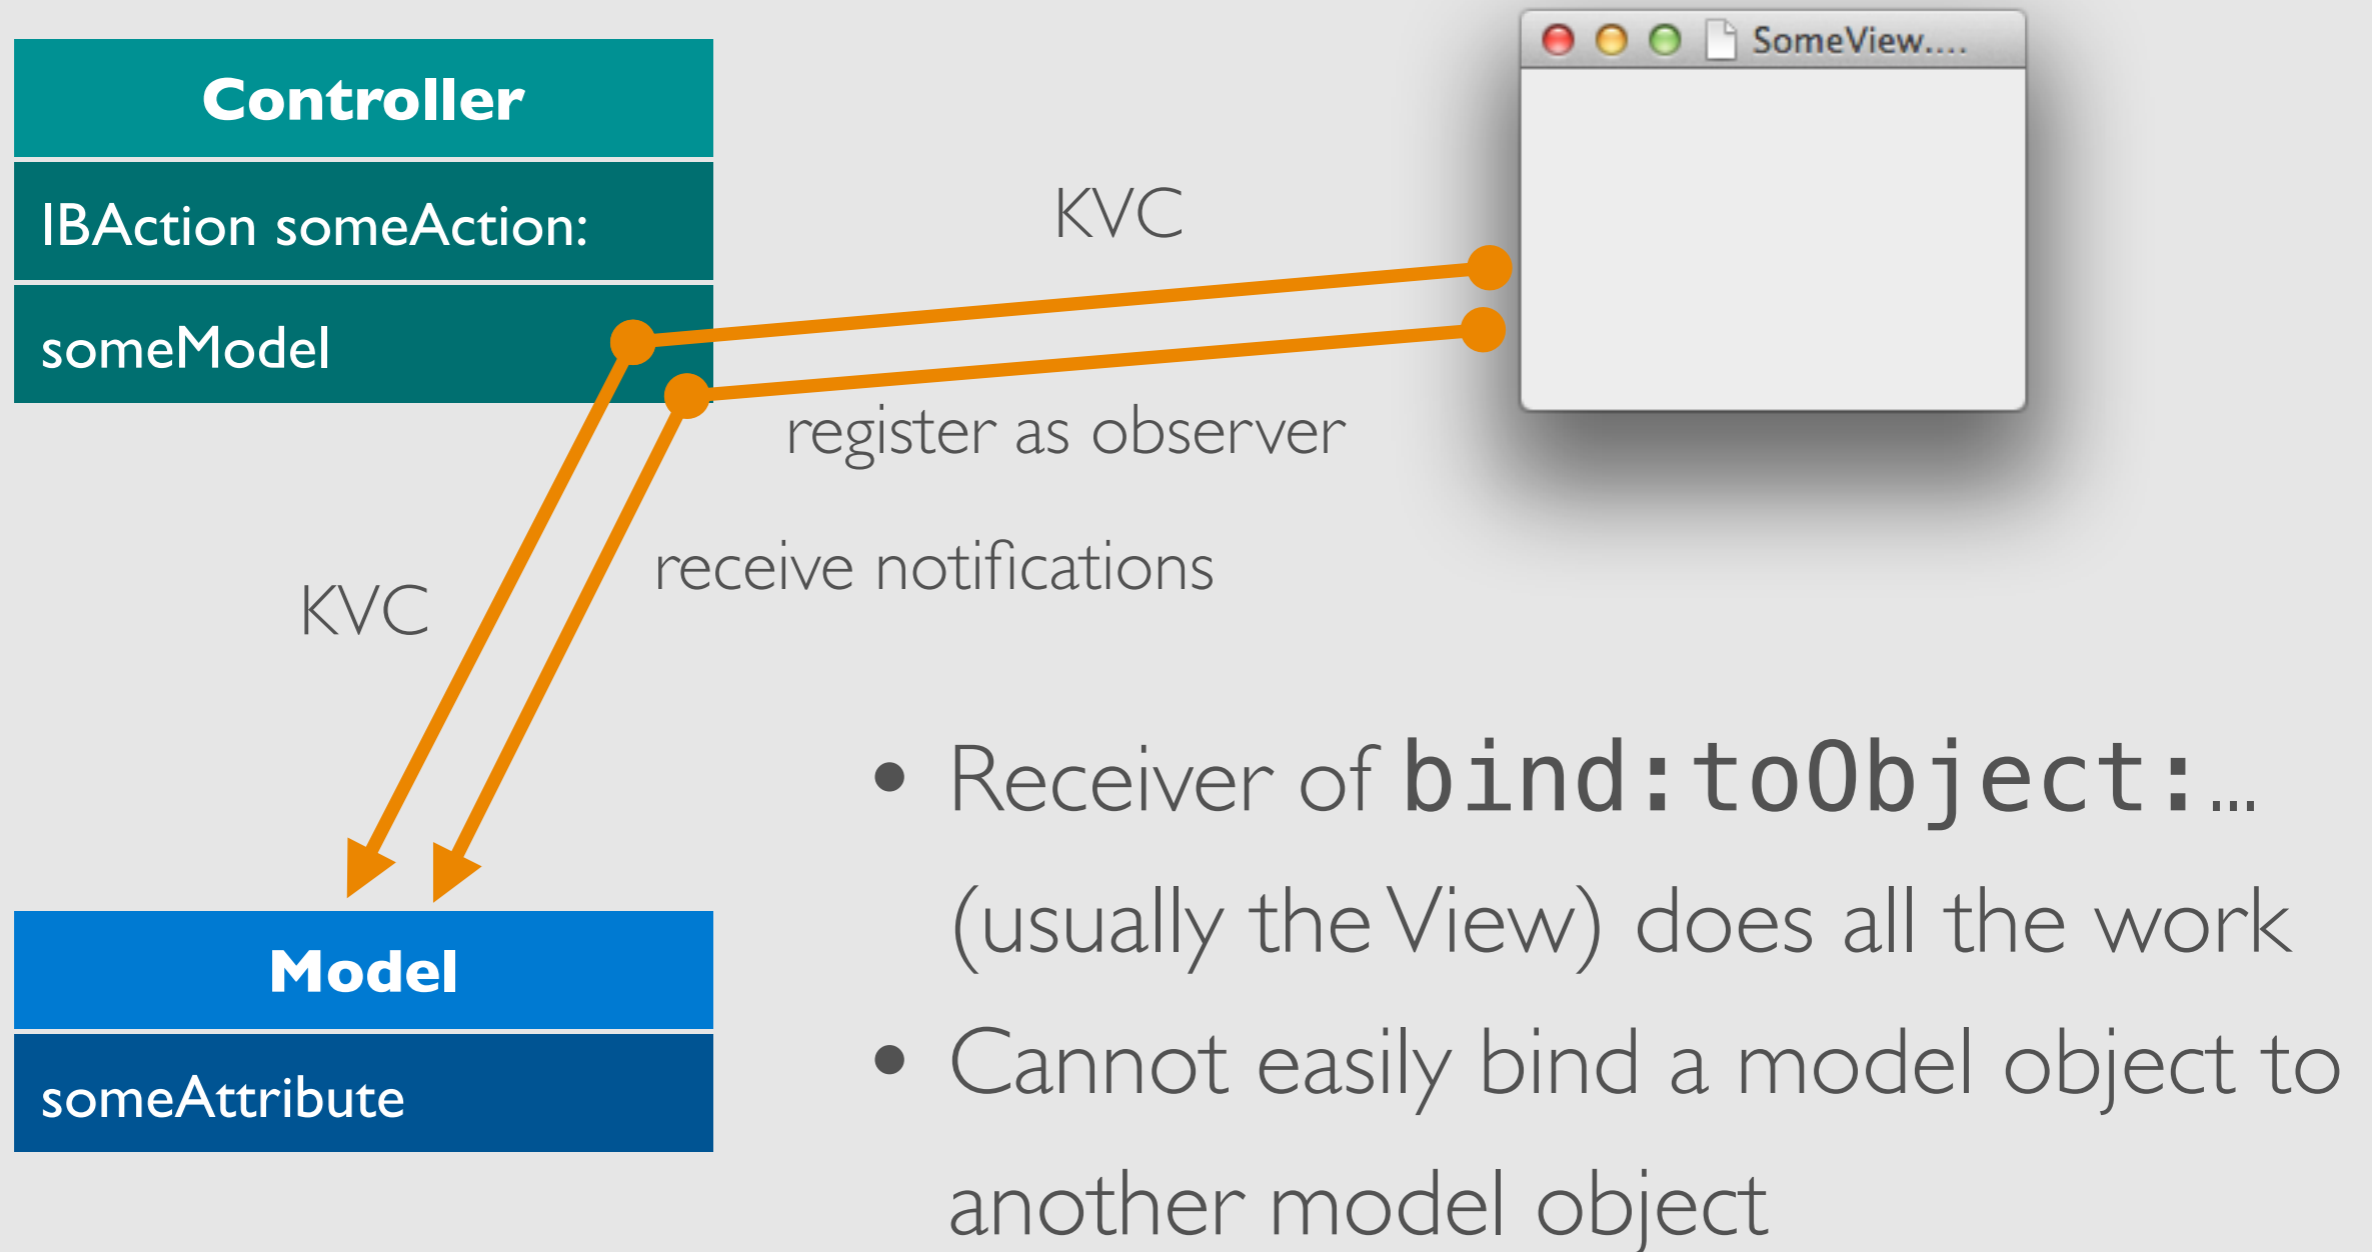 Controller
IBAction someAction:
someModel
SomeView....
KVC
register as observer
receive notifications
KVC
Model
someAttribute
• Receiver of bind:toObject:…
(usually the View) does all the work
• Cannot easily bind a model object to
another model object